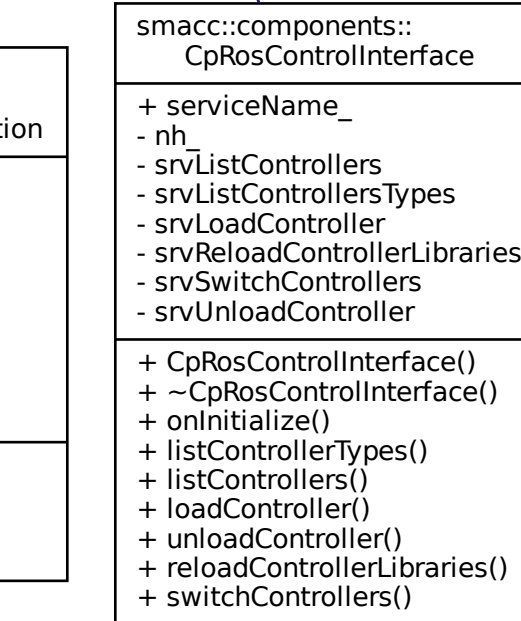 tion
smacc::components::
CpRosControlInterface
+ serviceName_
- nh_
- srvListControllers
- srvListControllersTypes
- srvLoadController
- srvReloadControllerLibraries
- srvSwitchControllers
- srvUnloadController
+ CpRosControlInterface()
+ ~CpRosControlInterface()
+ onInitialize()
+ listControllerTypes()
+ listControllers()
+ loadController()
+ unloadController()
+ reloadControllerLibraries()
+ switchControllers()